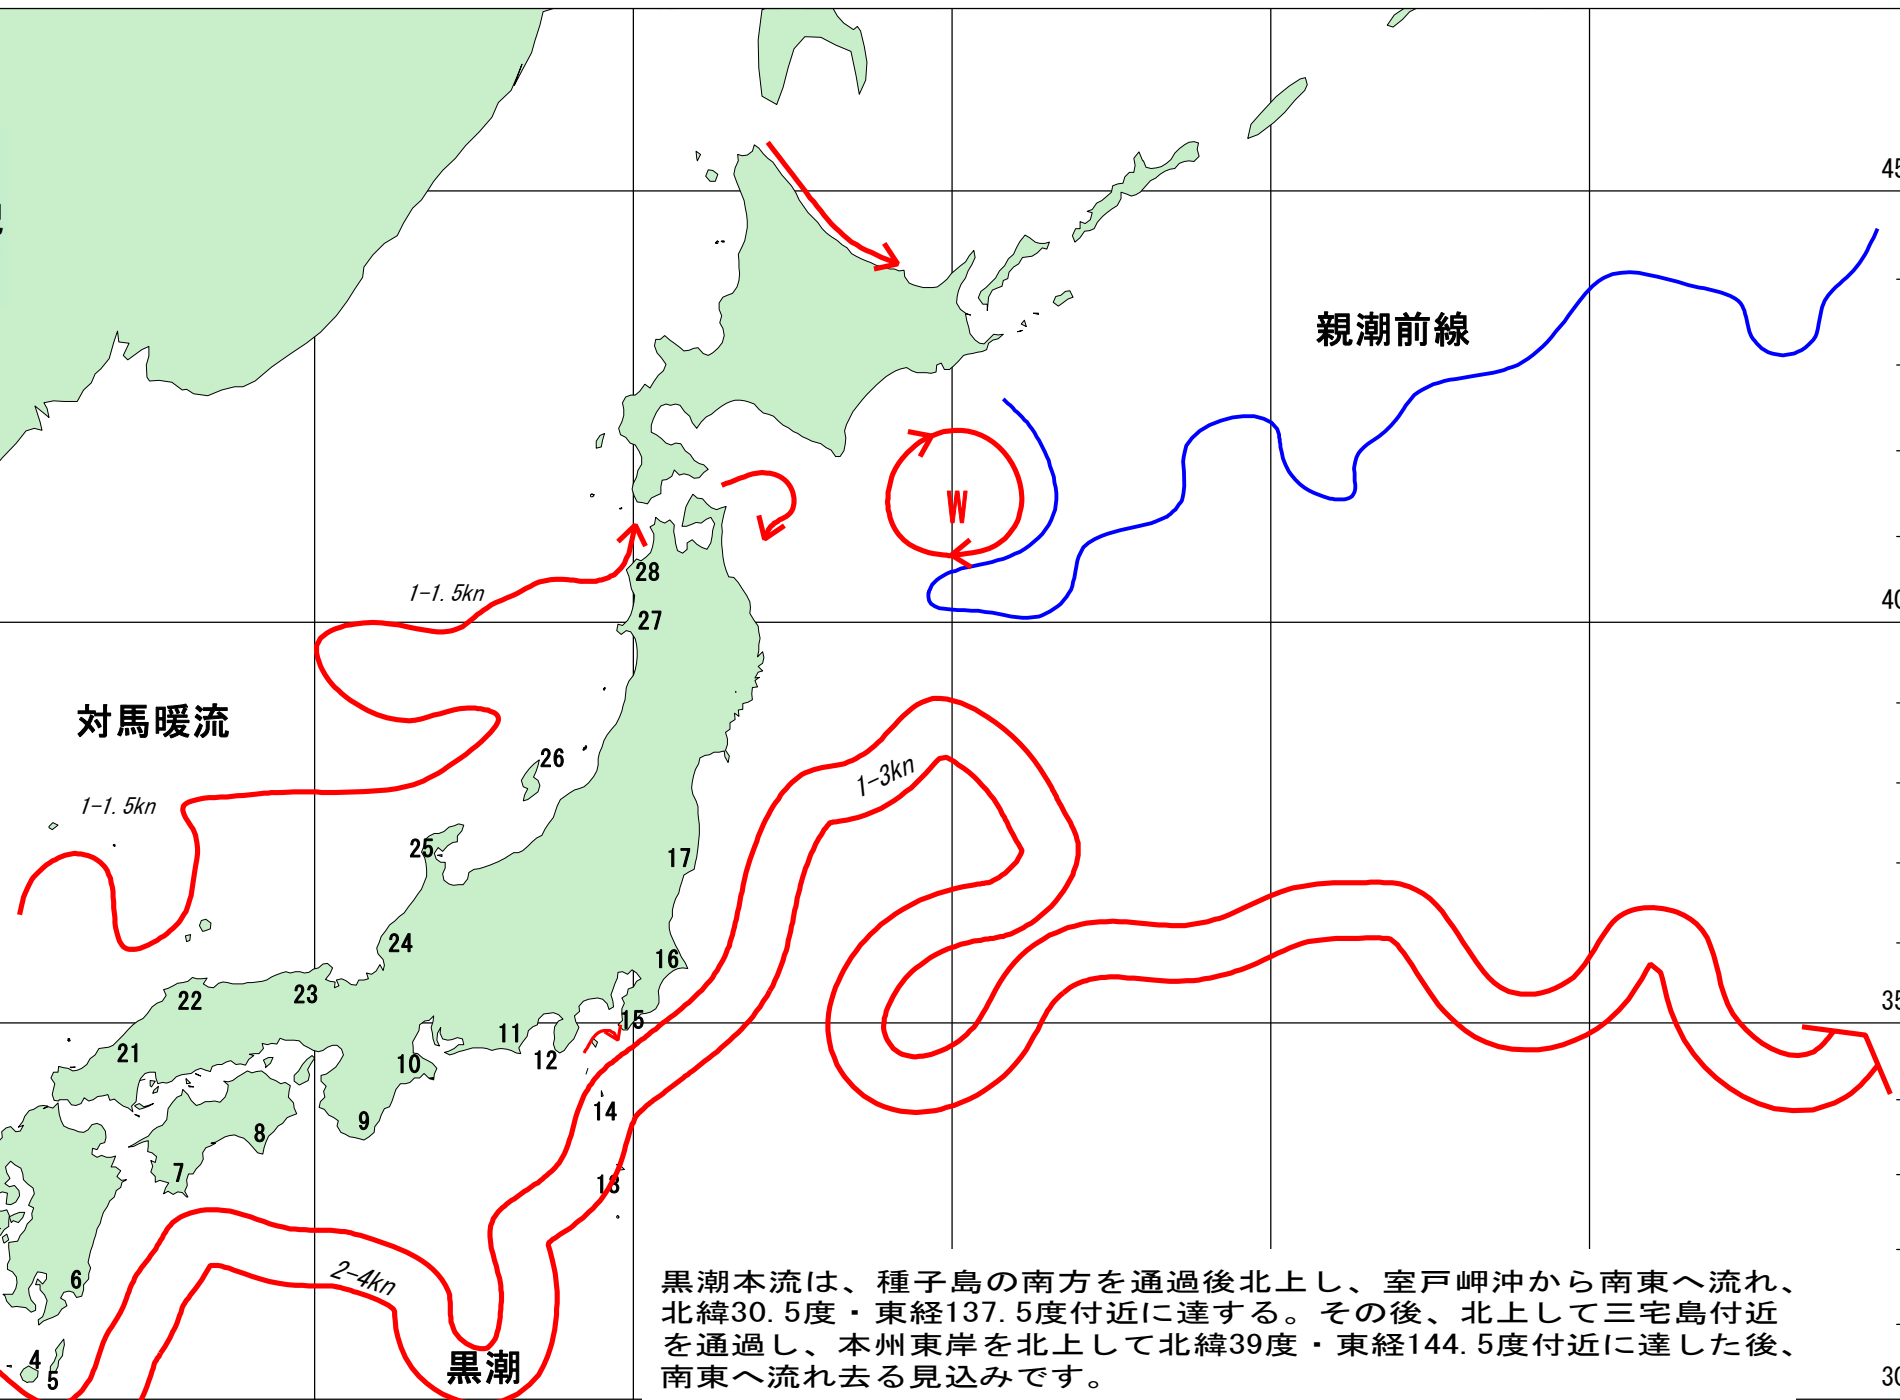 45
親潮前線
W
1-1.5kn
28
40
27
対馬暖流
26
1-3kn
1-1.5kn
25
17
24
16
22
23
35
15
11
21
12
10
14
9
8
7
13
6
2-4kn
黒潮本流は、種子島の南方を通過後北上し、室戸岬沖から南東へ流れ、
北緯30.5度・東経137.5度付近に達する。その後、北上して三宅島付近
を通過し、本州東岸を北上して北緯39度・東経144.5度付近に達した後、
南東へ流れ去る見込みです。
4
5
黒潮
30